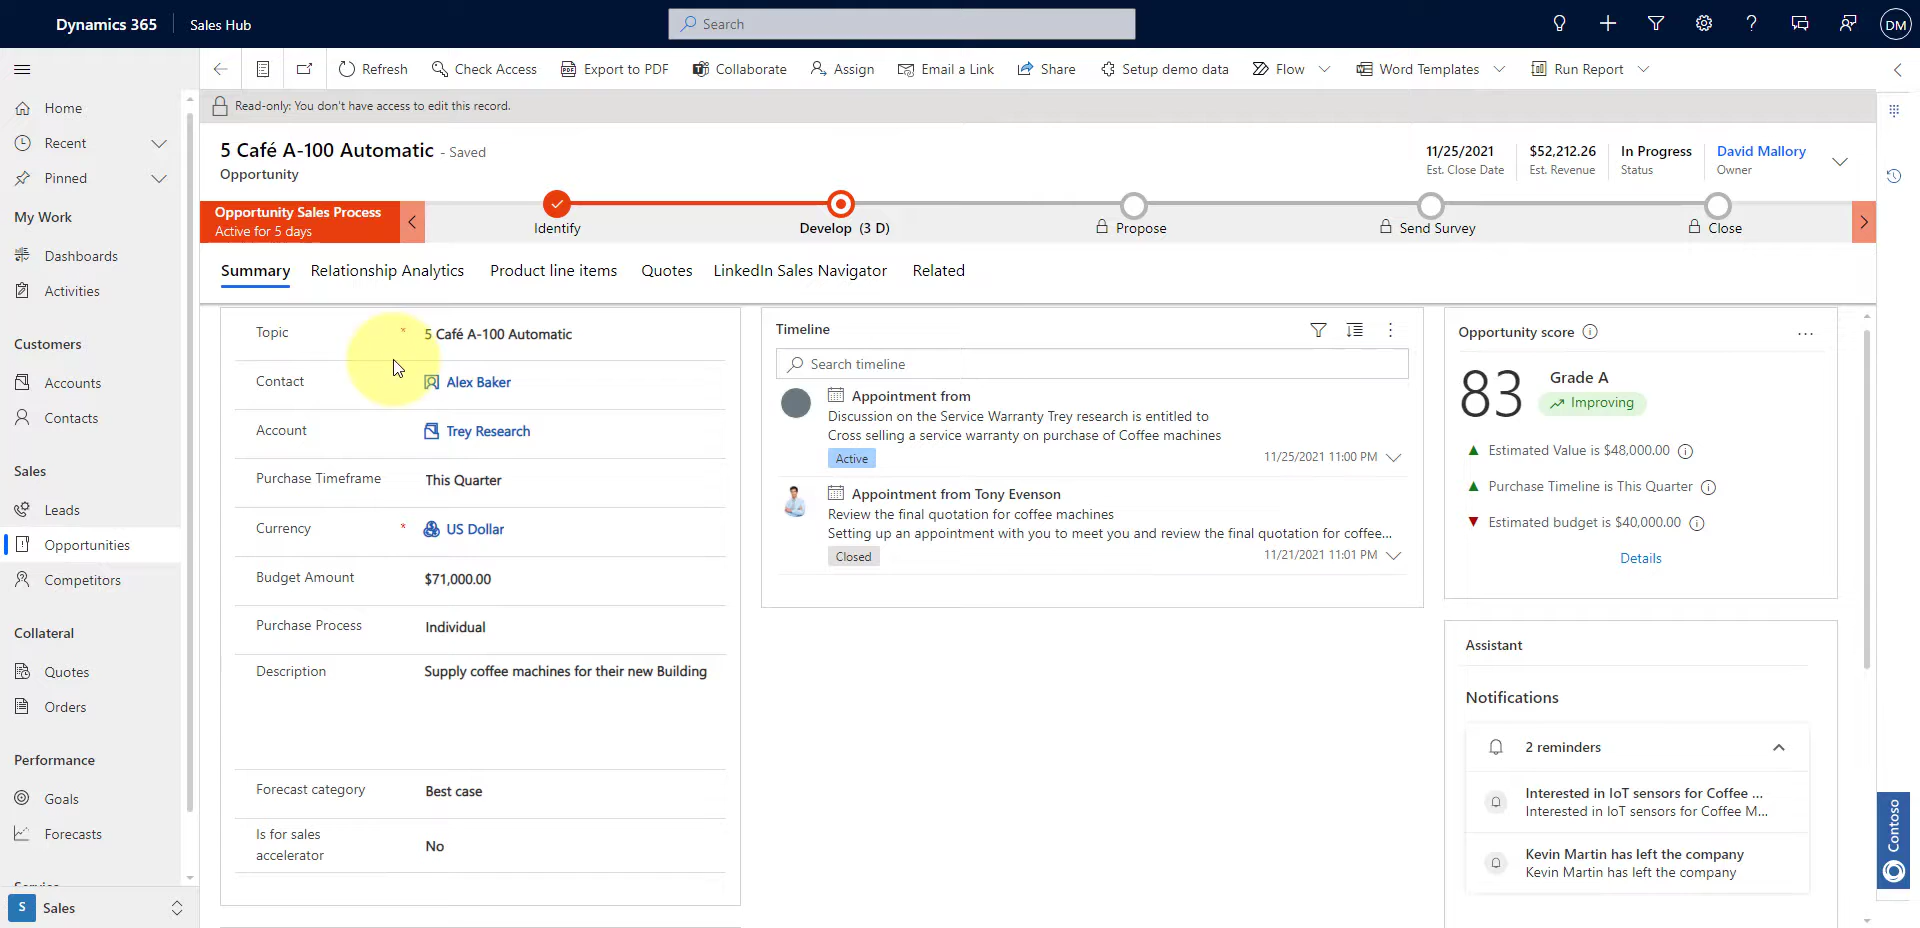 Dynamics 365
Sales Hub
Search
DM
Refresh
Check Access
Export to PDF
Collaborate
Assign
Email a Link
Share
Setup demo data
Flow
Word Templates
Run Report
Home
Recent
Pinned
My Work
Dashboards
Activities
Customers
Accounts
Contacts
Sales
Leads
Opportunities
Competitors
Collateral
Quotes
Orders
Performance
Goals
Forecasts
S
Sales
Read-only: You don't have access to edit this record.
5 Café A-100 Automatic - Saved
Opportunity
11/25/2021
Est. Close Date
$52,212.26
Est. Revenue
In Progress
Status
David Mallory
Owner
Opportunity Sales Process
Active for 5 days
Identify
Develop (3 D)
Propose
Send Survey
Close
Summary
Relationship Analytics
Product line items
Quotes
LinkedIn Sales Navigator
Related
Topic * 5 Café A-100 Automatic
Contact Alex Baker
Account Trey Research
Purchase Timeframe This Quarter
Currency * US Dollar
Budget Amount $71,000.00
Purchase Process Individual
Description Supply coffee machines for their new Building
Forecast category Best case
Is for sales
accelerator
No
Timeline
Search timeline
Appointment from
Discussion on the Service Warranty Trey research is entitled to
Cross selling a service warranty on purchase of Coffee machines
Active
11/25/2021 11:00 PM
Appointment from Tony Evenson
Review the final quotation for coffee machines
Setting up an appointment with you to meet you and review the final quotation for coffee...
Closed
11/21/2021 11:01 PM
Opportunity score
83
Grade A
Improving
Estimated Value is $48,000.00
Purchase Timeline is This Quarter
Estimated budget is $40,000.00
Details
Assistant
Notifications
2 reminders
Interested in IoT sensors for Coffee ...
Interested in IoT sensors for Coffee M...
Kevin Martin has left the company
Kevin Martin has left the company
Contoso